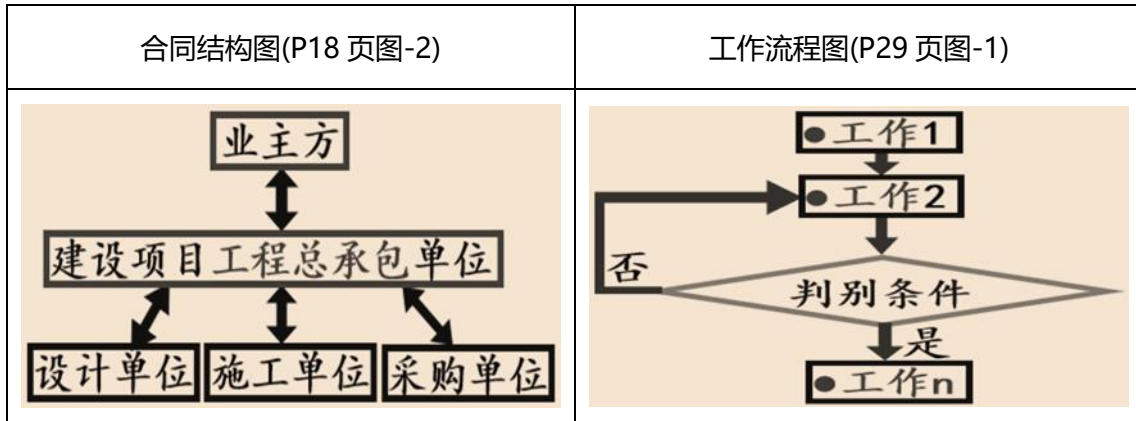 合同结构图(P18 页图-2)
工作流程图(P29 页图-1)
业主方
建设项目工程总承包单位
设计单位
施工单位
采购单位
●工作1
●工作2
否
判别条件
是
●工作n